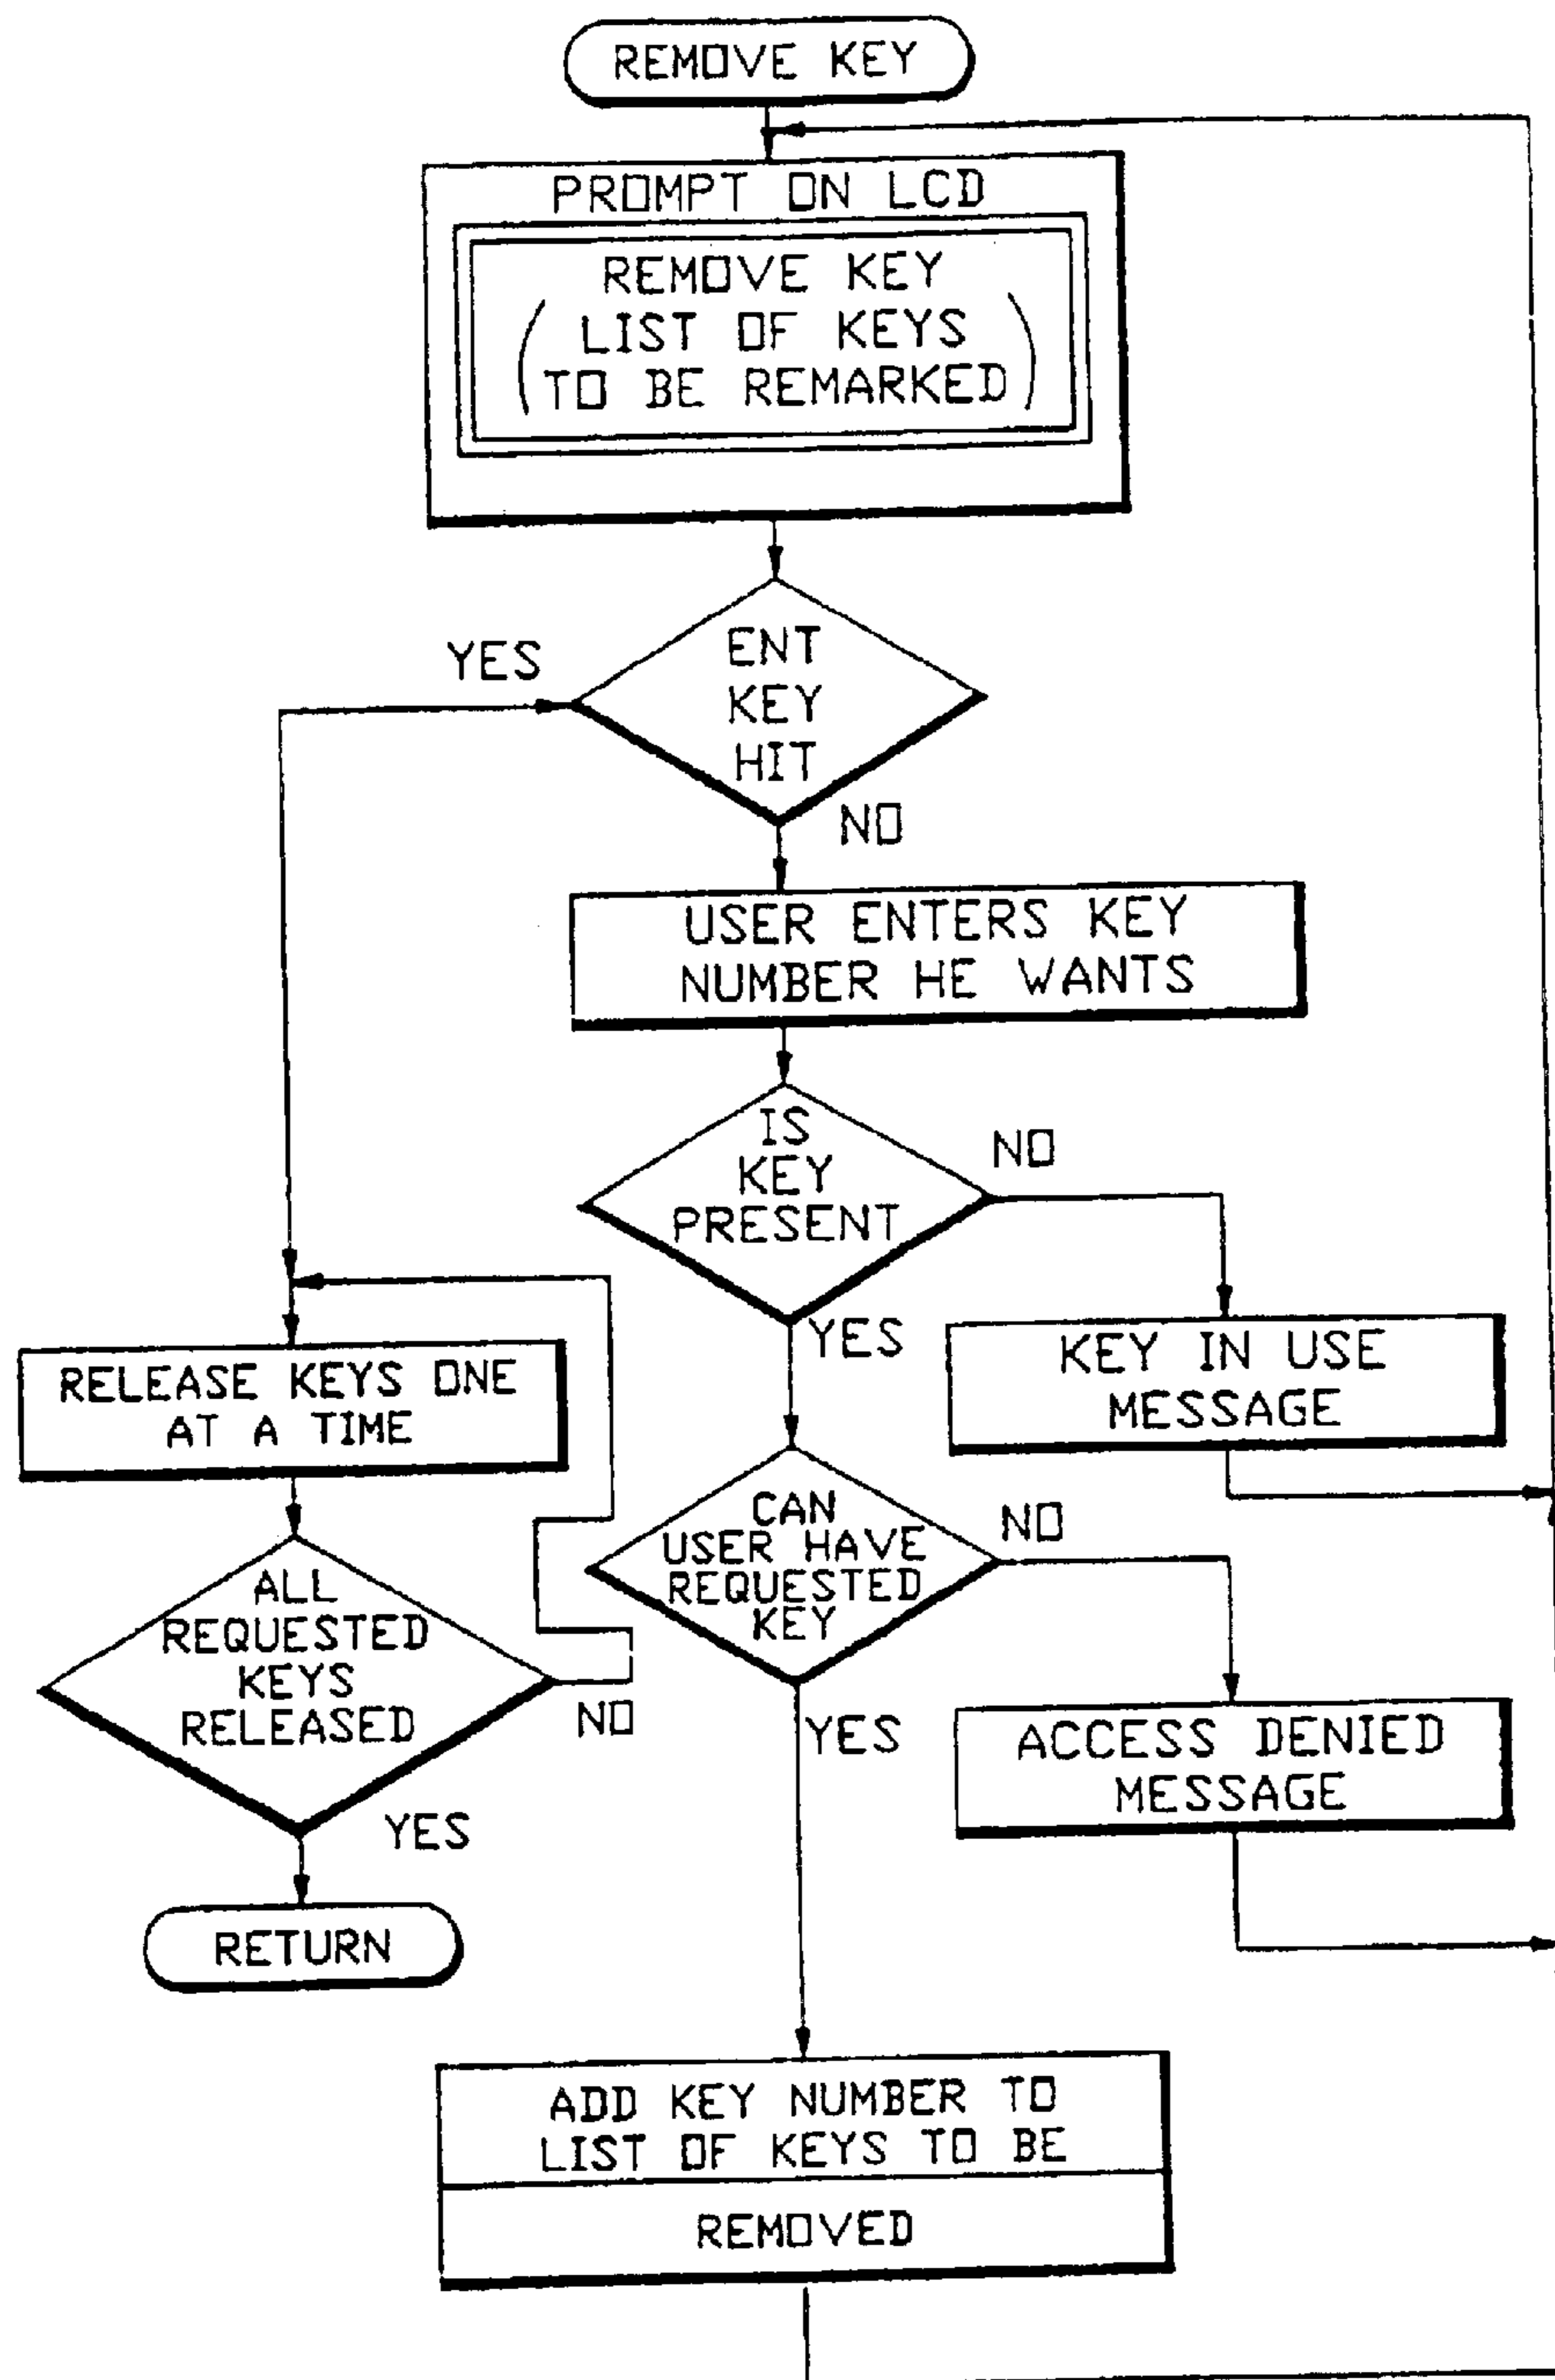 REMOVE KEY
PROMPT ON LCD
REMOVE KEY
( LIST OF KEYS
TO BE REMARKED )
ENT
KEY
HIT
YES
NO
USER ENTERS KEY
NUMBER HE WANTS
IS
KEY
PRESENT
NO
YES
KEY IN USE
MESSAGE
RELEASE KEYS ONE
AT A TIME
CAN
USER HAVE
REQUESTED
KEY
NO
YES
ALL
REQUESTED
KEYS
RELEASED
NO
YES
ACCESS DENIED
MESSAGE
RETURN
ADD KEY NUMBER TO
LIST OF KEYS TO BE
REMOVED